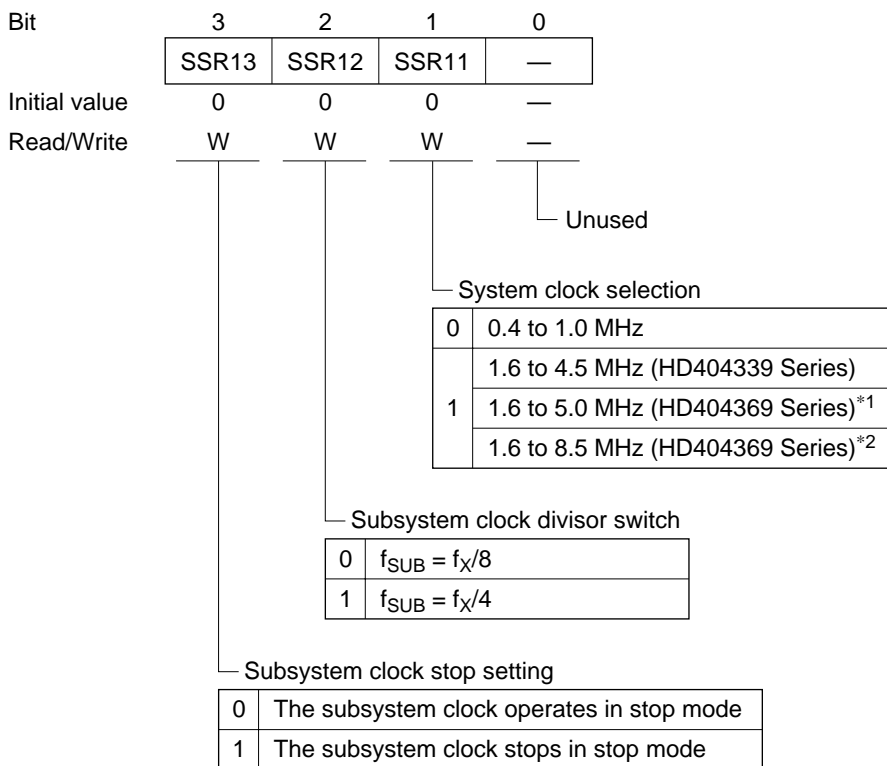 Bit 3 2 1 0
SSR13 SSR12 SSR11 —
Initial value 0 0 0 —
Read/Write W W W —
Unused
System clock selection
0 0.4 to 1.0 MHz
1.6 to 4.5 MHz (HD404339 Series)
1 1.6 to 5.0 MHz (HD404369 Series)*1
1.6 to 8.5 MHz (HD404369 Series)*2
Subsystem clock divisor switch
0 fSUB = fX/8
1 fSUB = fX/4
Subsystem clock stop setting
0 The subsystem clock operates in stop mode
1 The subsystem clock stops in stop mode